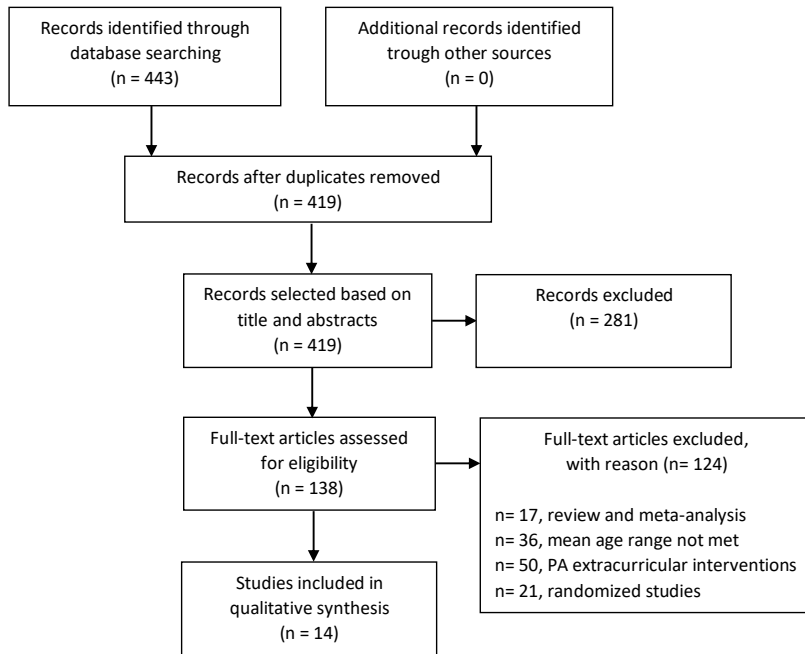 Records identified through
database searching
(n = 443)
Additional records identified
trough other sources
(n = 0)
Records after duplicates removed
(n = 419)
Records selected based on
title and abstracts
(n = 419)
Records excluded
(n = 281)
Full-text articles assessed
for eligibility
(n = 138)
Full-text articles excluded,
with reason (n= 124)
n= 17, review and meta-analysis
n= 36, mean age range not met
n= 50, PA extracurricular interventions
n= 21, randomized studies
Studies included in
qualitative synthesis
(n = 14)